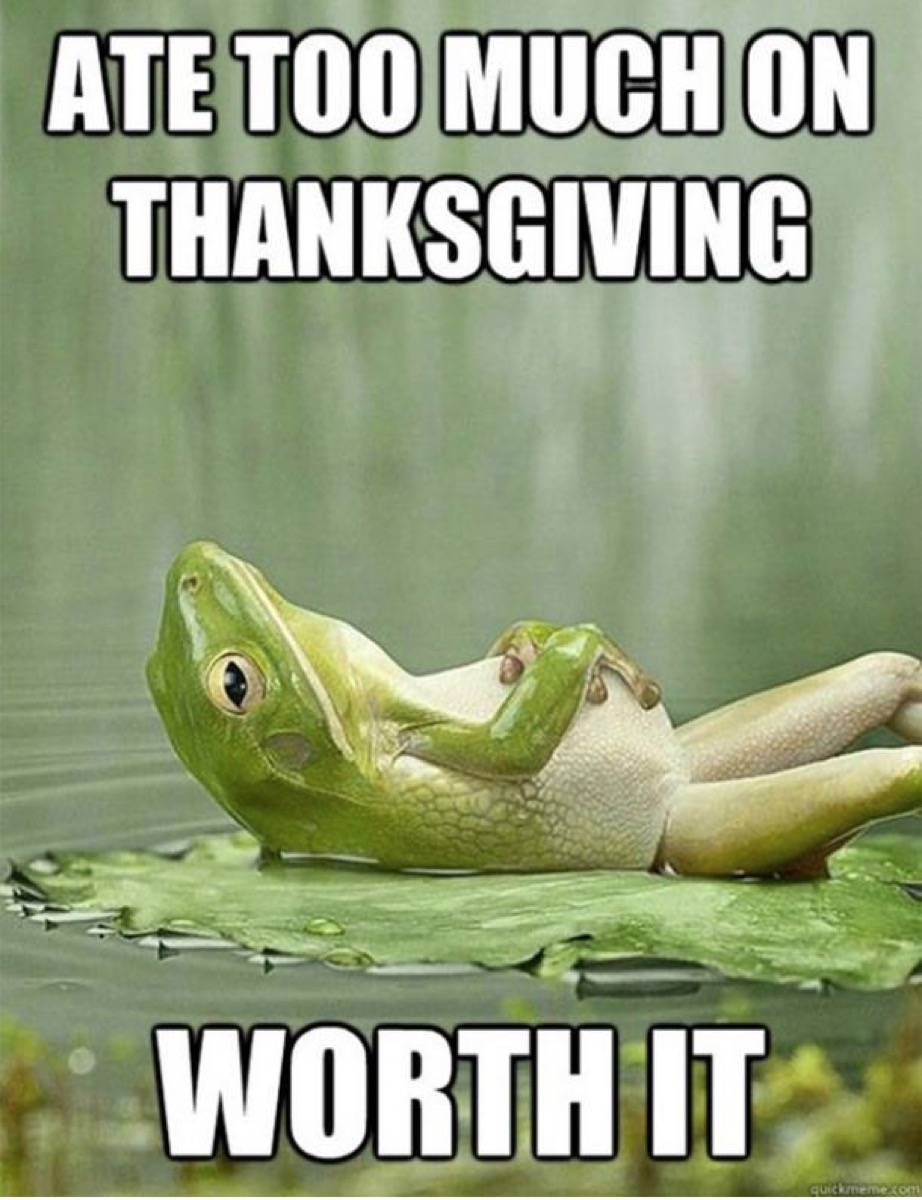 ATE TOO MUCH ON
THANKSGIVING
WORTH IT
quickmeme.com